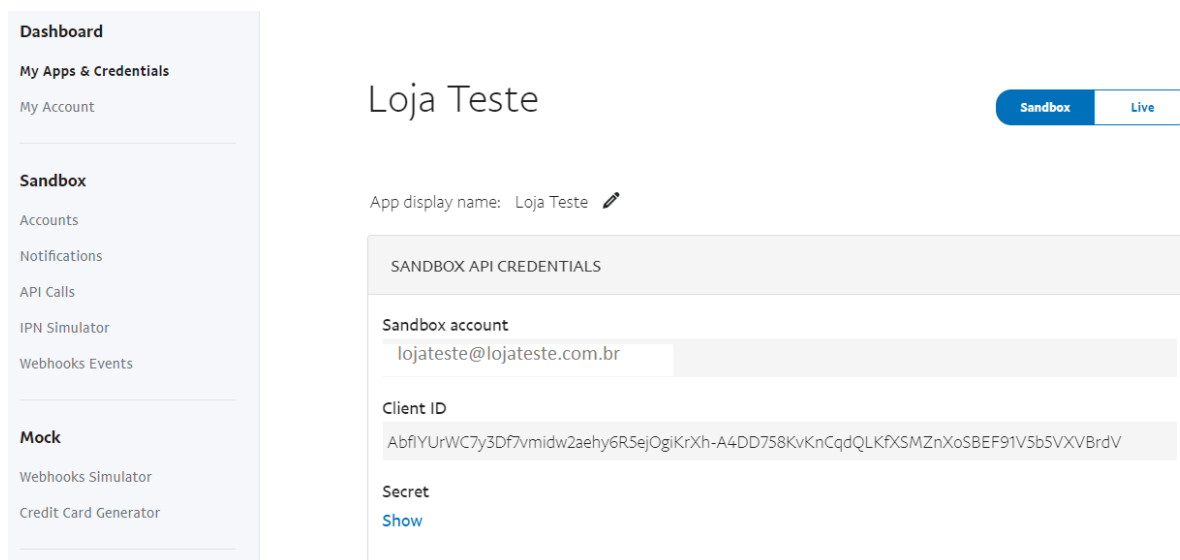 Dashboard
My Apps & Credentials
My Account
Sandbox
Accounts
Notifications
API Calls
IPN Simulator
Webhooks Events
Mock
Webhooks Simulator
Credit Card Generator
Loja Teste
Sandbox Live
App display name: Loja Teste
SANDBOX API CREDENTIALS
Sandbox account
lojateste@lojateste.com.br
Client ID
AbflYUrWC7y3Df7vmidw2aehy6R5ejOgiKrXh-A4DD758KvKnCqdQLKfXSMZnXoSBEF91V5b5VXVBrdV
Secret
Show